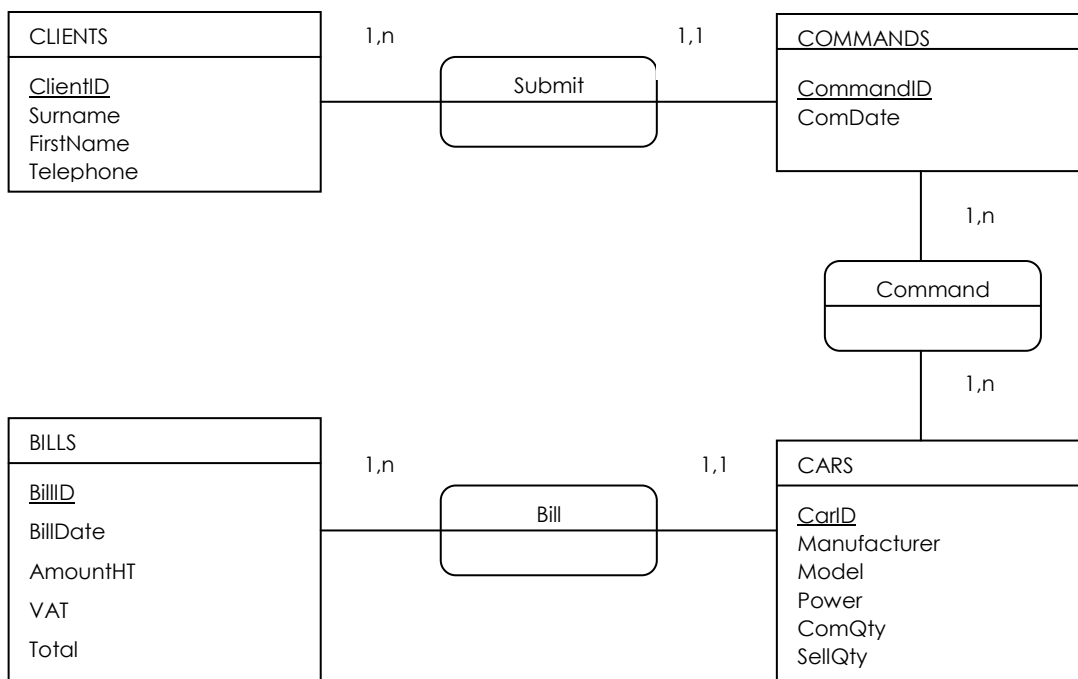 CLIENTS
1,n
1,1
COMMANDS
Submit
ClientID
Surname
FirstName
Telephone
CommandID
ComDate
1,n
Command
1,n
BILLS
1,n
1,1
CARS
Bill
BillID
BillDate
AmountHT
VAT
Total
CarID
Manufacturer
Model
Power
ComQty
SellQty